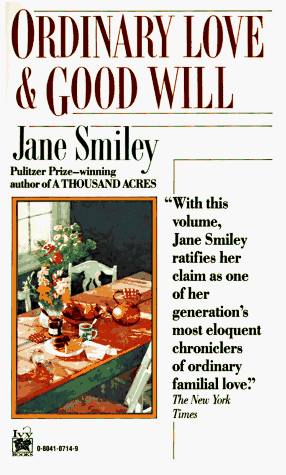 ORDINARY LOVE
& GOOD WILL
Jane Smiley
Pulitzer Prize–winning
author of A THOUSAND ACRES
“With this
volume,
Jane Smiley
ratifies her
claim as one
of her
generation's
most eloquent
chroniclers
of ordinary
familial love.”
The New York
Times
Ivy
BOOKS
0-8041-0714-9